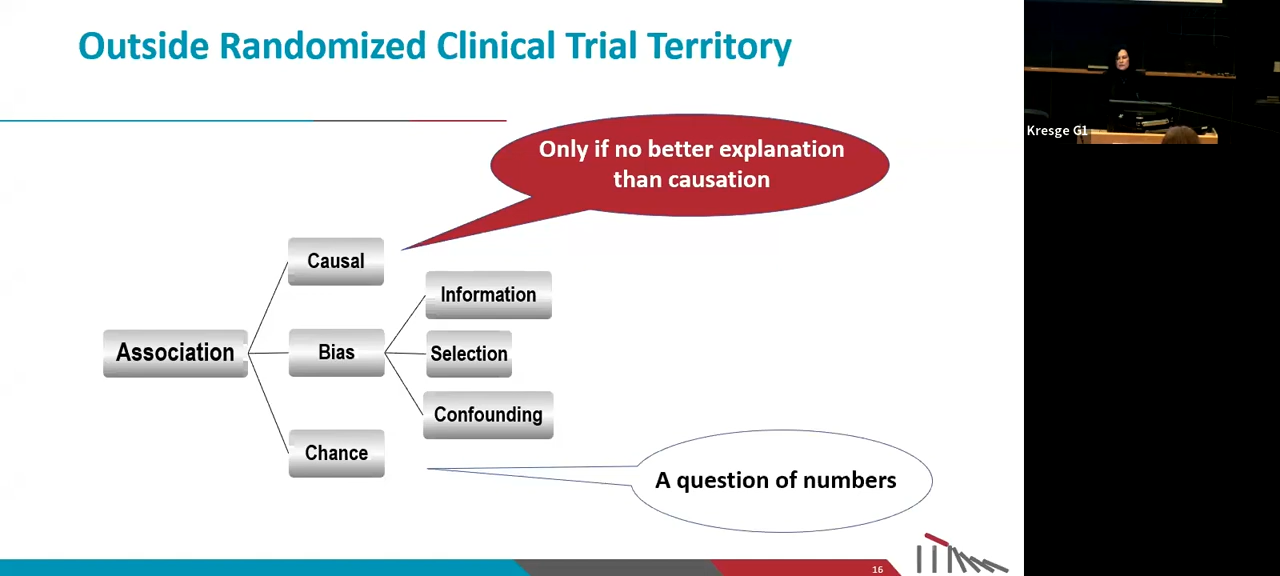 Outside Randomized Clinical Trial Territory
Kresge G1
Only if no better explanation
than causation
Causal
Information
Association
Bias
Selection
Confounding
Chance
A question of numbers
16